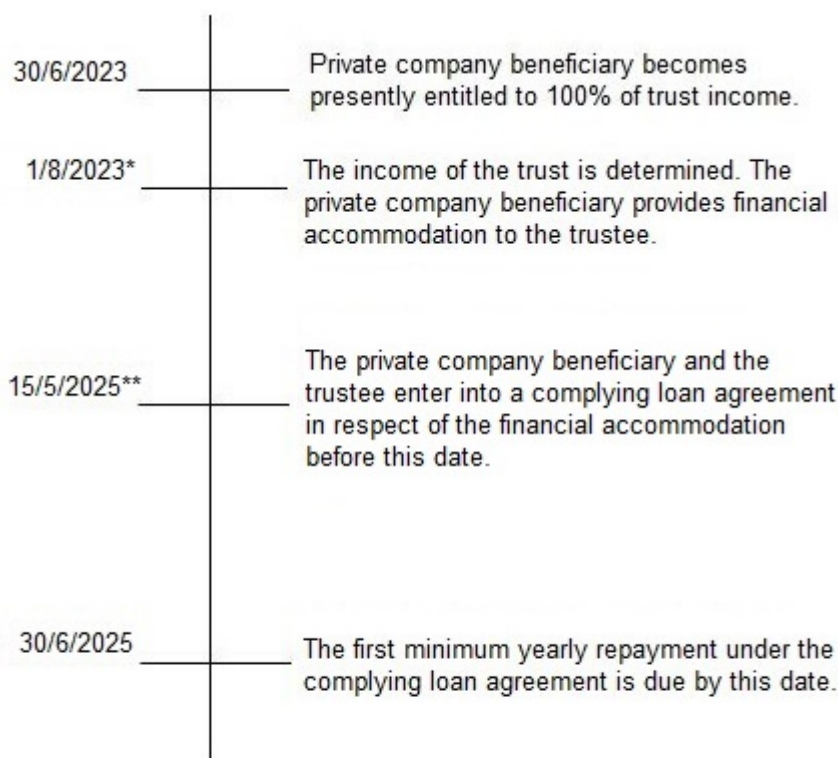 30/6/2023
Private company beneficiary becomes
presently entitled to 100% of trust income.
1/8/2023*
The income of the trust is determined. The
private company beneficiary provides financial
accommodation to the trustee.
15/5/2025**
The private company beneficiary and the
trustee enter into a complying loan agreement
in respect of the financial accommodation
before this date.
30/6/2025
The first minimum yearly repayment under the
complying loan agreement is due by this date.